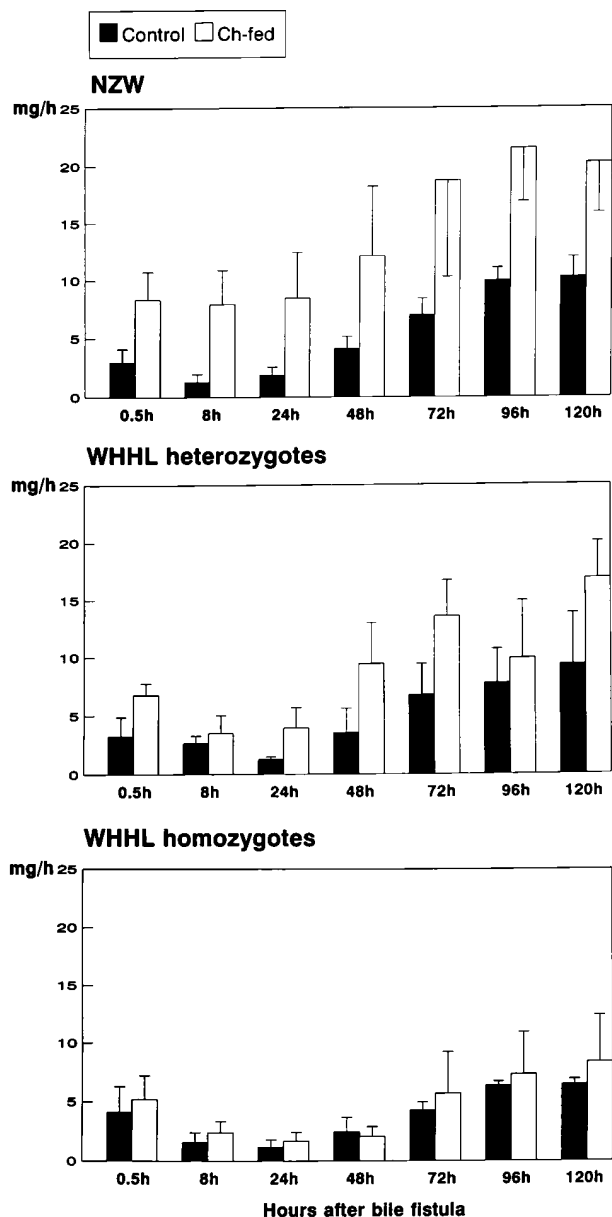 Control Ch-fed
NZW
mg/h
25
20
15
10
5
0
0.5h 8h 24h 48h 72h 96h 120h
WHHL heterozygotes
mg/h
25
20
15
10
5
0
0.5h 8h 24h 48h 72h 96h 120h
WHHL homozygotes
mg/h
25
20
15
10
5
0
0.5h 8h 24h 48h 72h 96h 120h
Hours after bile fistula